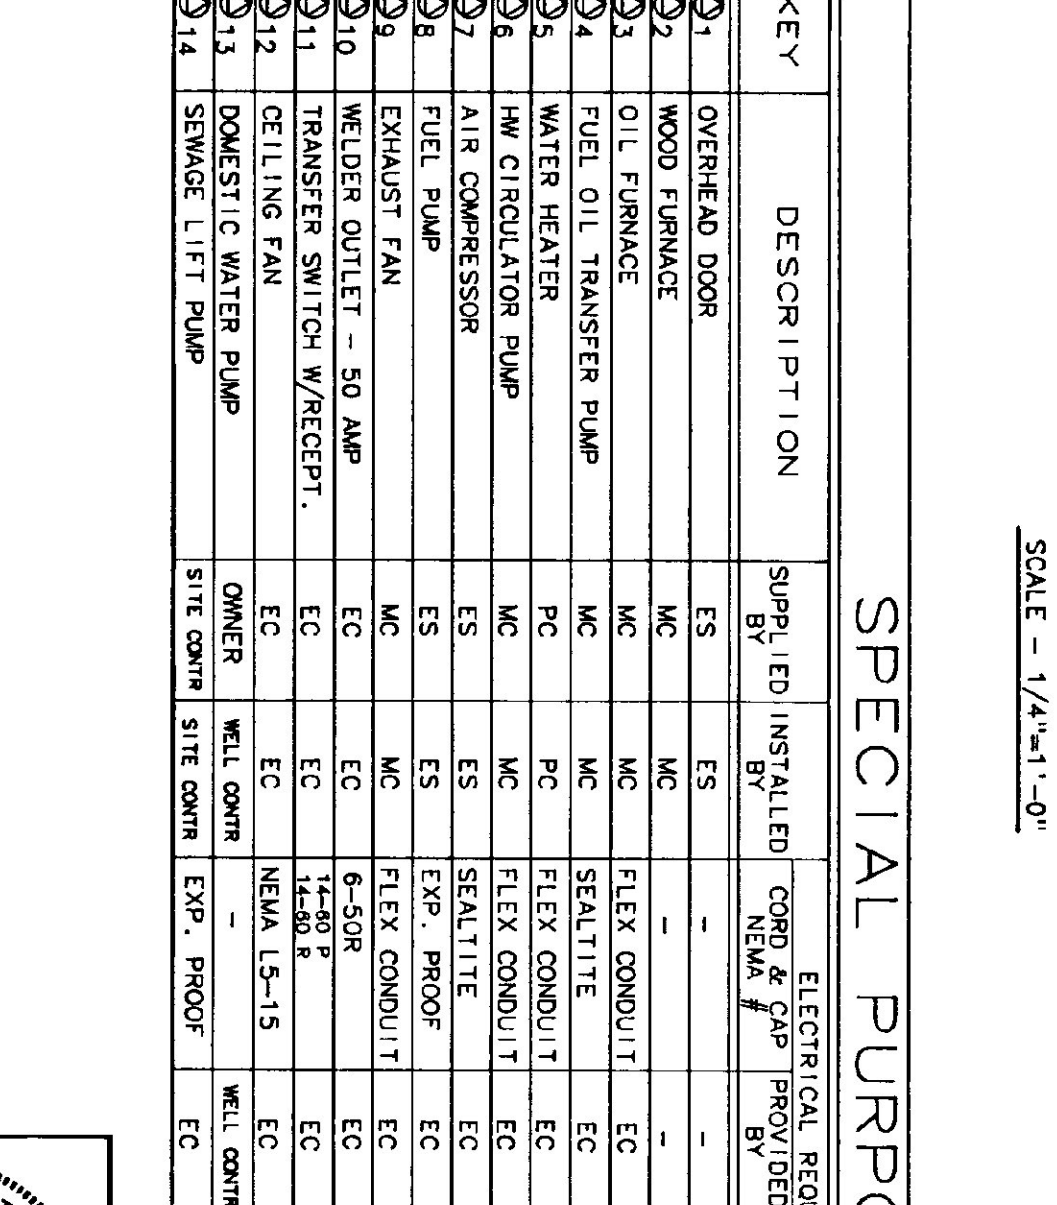 SCALE - 1/4"=1'-0"
SPECIAL PURPO
ELECTRICAL REQU
KEY DESCRIPTION SUPPLIED BY INSTALLED BY CORD & CAP NEMA # PROVIDED BY
1 OVERHEAD DOOR ES ES - -
2 WOOD FURNACE MC MC - -
3 OIL FURNACE MC MC FLEX CONDUIT EC
4 FUEL OIL TRANSFER PUMP MC MC SEALTITE EC
5 WATER HEATER PC PC FLEX CONDUIT EC
6 HW CIRCULATOR PUMP MC MC FLEX CONDUIT EC
7 AIR COMPRESSOR ES ES SEALTITE EC
8 FUEL PUMP ES ES EXP. PROOF EC
9 EXHAUST FAN MC MC FLEX CONDUIT EC
10 WELDER OUTLET - 50 AMP EC EC 6-50R EC
11 TRANSFER SWITCH W/RECEPT. EC EC 14-60 P 14-60 R EC
12 CEILING FAN EC EC NEMA L5-15 EC
13 DOMESTIC WATER PUMP OWNER WELL CONTR - WELL CONTR
14 SEWAGE LIFT PUMP SITE CONTR SITE CONTR EXP. PROOF EC